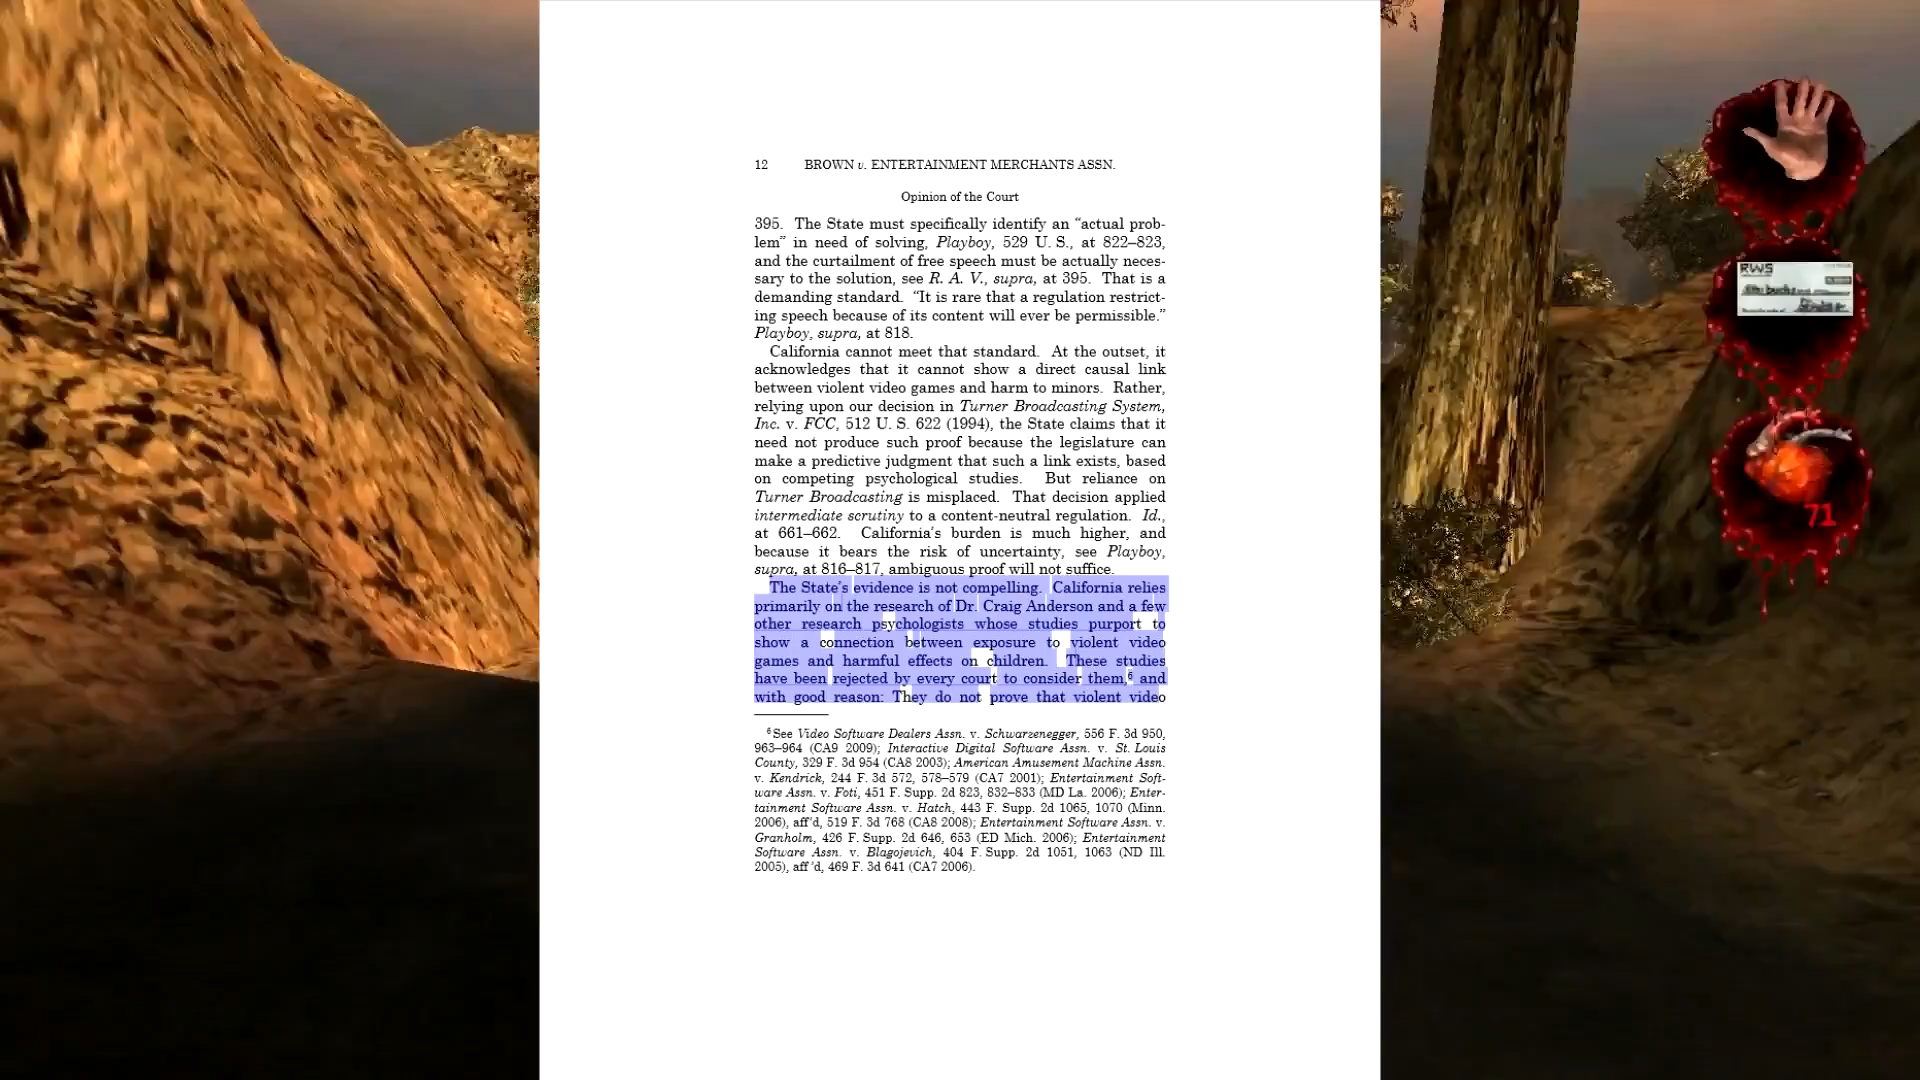 12 BROWN v. ENTERTAINMENT MERCHANTS ASSN.
Opinion of the Court
395. The State must specifically identify an “actual prob-
lem” in need of solving, Playboy, 529 U. S., at 822–823,
and the curtailment of free speech must be actually neces-
sary to the solution, see R. A. V., supra, at 395. That is a
demanding standard. “It is rare that a regulation restrict-
ing speech because of its content will ever be permissible.”
Playboy, supra, at 818.
California cannot meet that standard. At the outset, it
acknowledges that it cannot show a direct causal link
between violent video games and harm to minors. Rather,
relying upon our decision in Turner Broadcasting System,
Inc. v. FCC, 512 U. S. 622 (1994), the State claims that it
need not produce such proof because the legislature can
make a predictive judgment that such a link exists, based
on competing psychological studies. But reliance on
Turner Broadcasting is misplaced. That decision applied
intermediate scrutiny to a content-neutral regulation. Id.,
at 661–662. California’s burden is much higher, and
because it bears the risk of uncertainty, see Playboy,
supra, at 816–817, ambiguous proof will not suffice.
The State’s evidence is not compelling. California relies
primarily on the research of Dr. Craig Anderson and a few
other research psychologists whose studies purport to
show a connection between exposure to violent video
games and harmful effects on children. These studies
have been rejected by every court to consider them,6 and
with good reason: They do not prove that violent video
6 See Video Software Dealers Assn. v. Schwarzenegger, 556 F. 3d 950,
963–964 (CA9 2009); Interactive Digital Software Assn. v. St. Louis
County, 329 F. 3d 954 (CA8 2003); American Amusement Machine Assn.
v. Kendrick, 244 F. 3d 572, 578–579 (CA7 2001); Entertainment Soft-
ware Assn. v. Foti, 451 F. Supp. 2d 823, 832–833 (MD La. 2006); Enter-
tainment Software Assn. v. Hatch, 443 F. Supp. 2d 1065, 1070 (Minn.
2006), aff’d, 519 F. 3d 768 (CA8 2008); Entertainment Software Assn. v.
Granholm, 426 F. Supp. 2d 646, 653 (ED Mich. 2006); Entertainment
Software Assn. v. Blagojevich, 404 F. Supp. 2d 1051, 1063 (ND Ill.
2005), aff’d, 469 F. 3d 641 (CA7 2006).
RWS
71